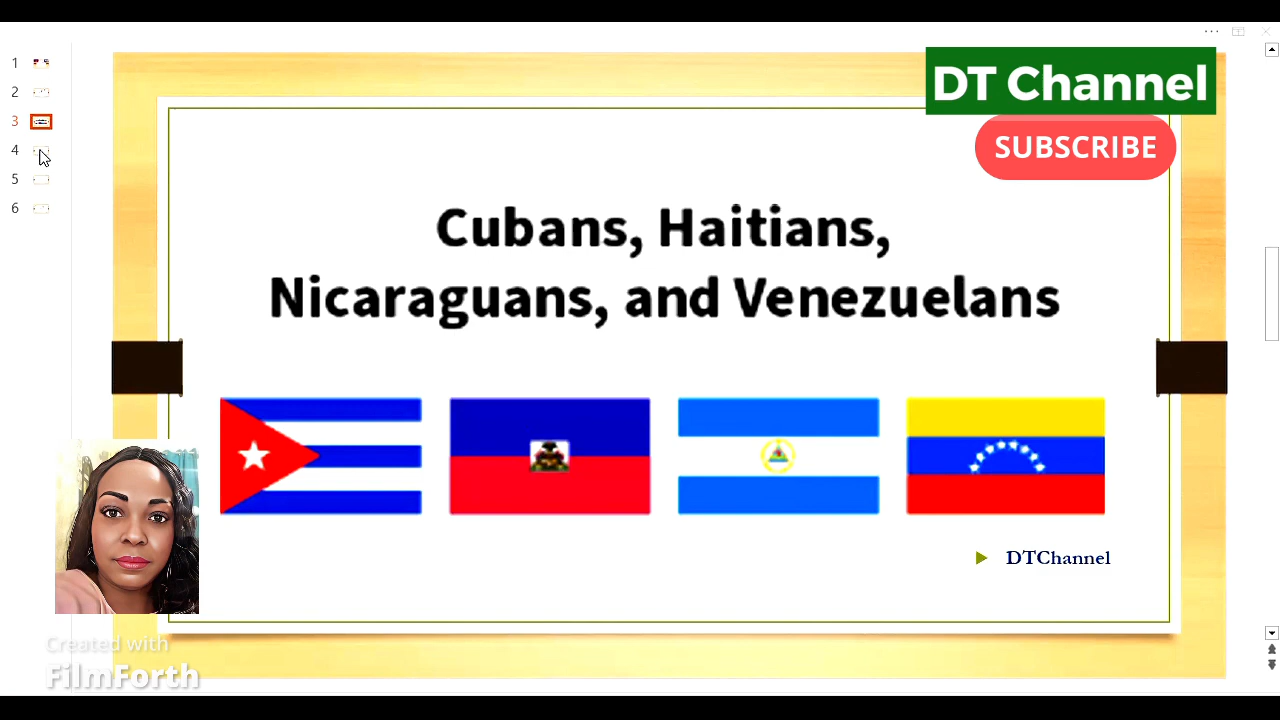 DT Channel
SUBSCRIBE
1
2
3
4
5
6
Cubans, Haitians,
Nicaraguans, and Venezuelans
DTChannel
Created with
FilmForth